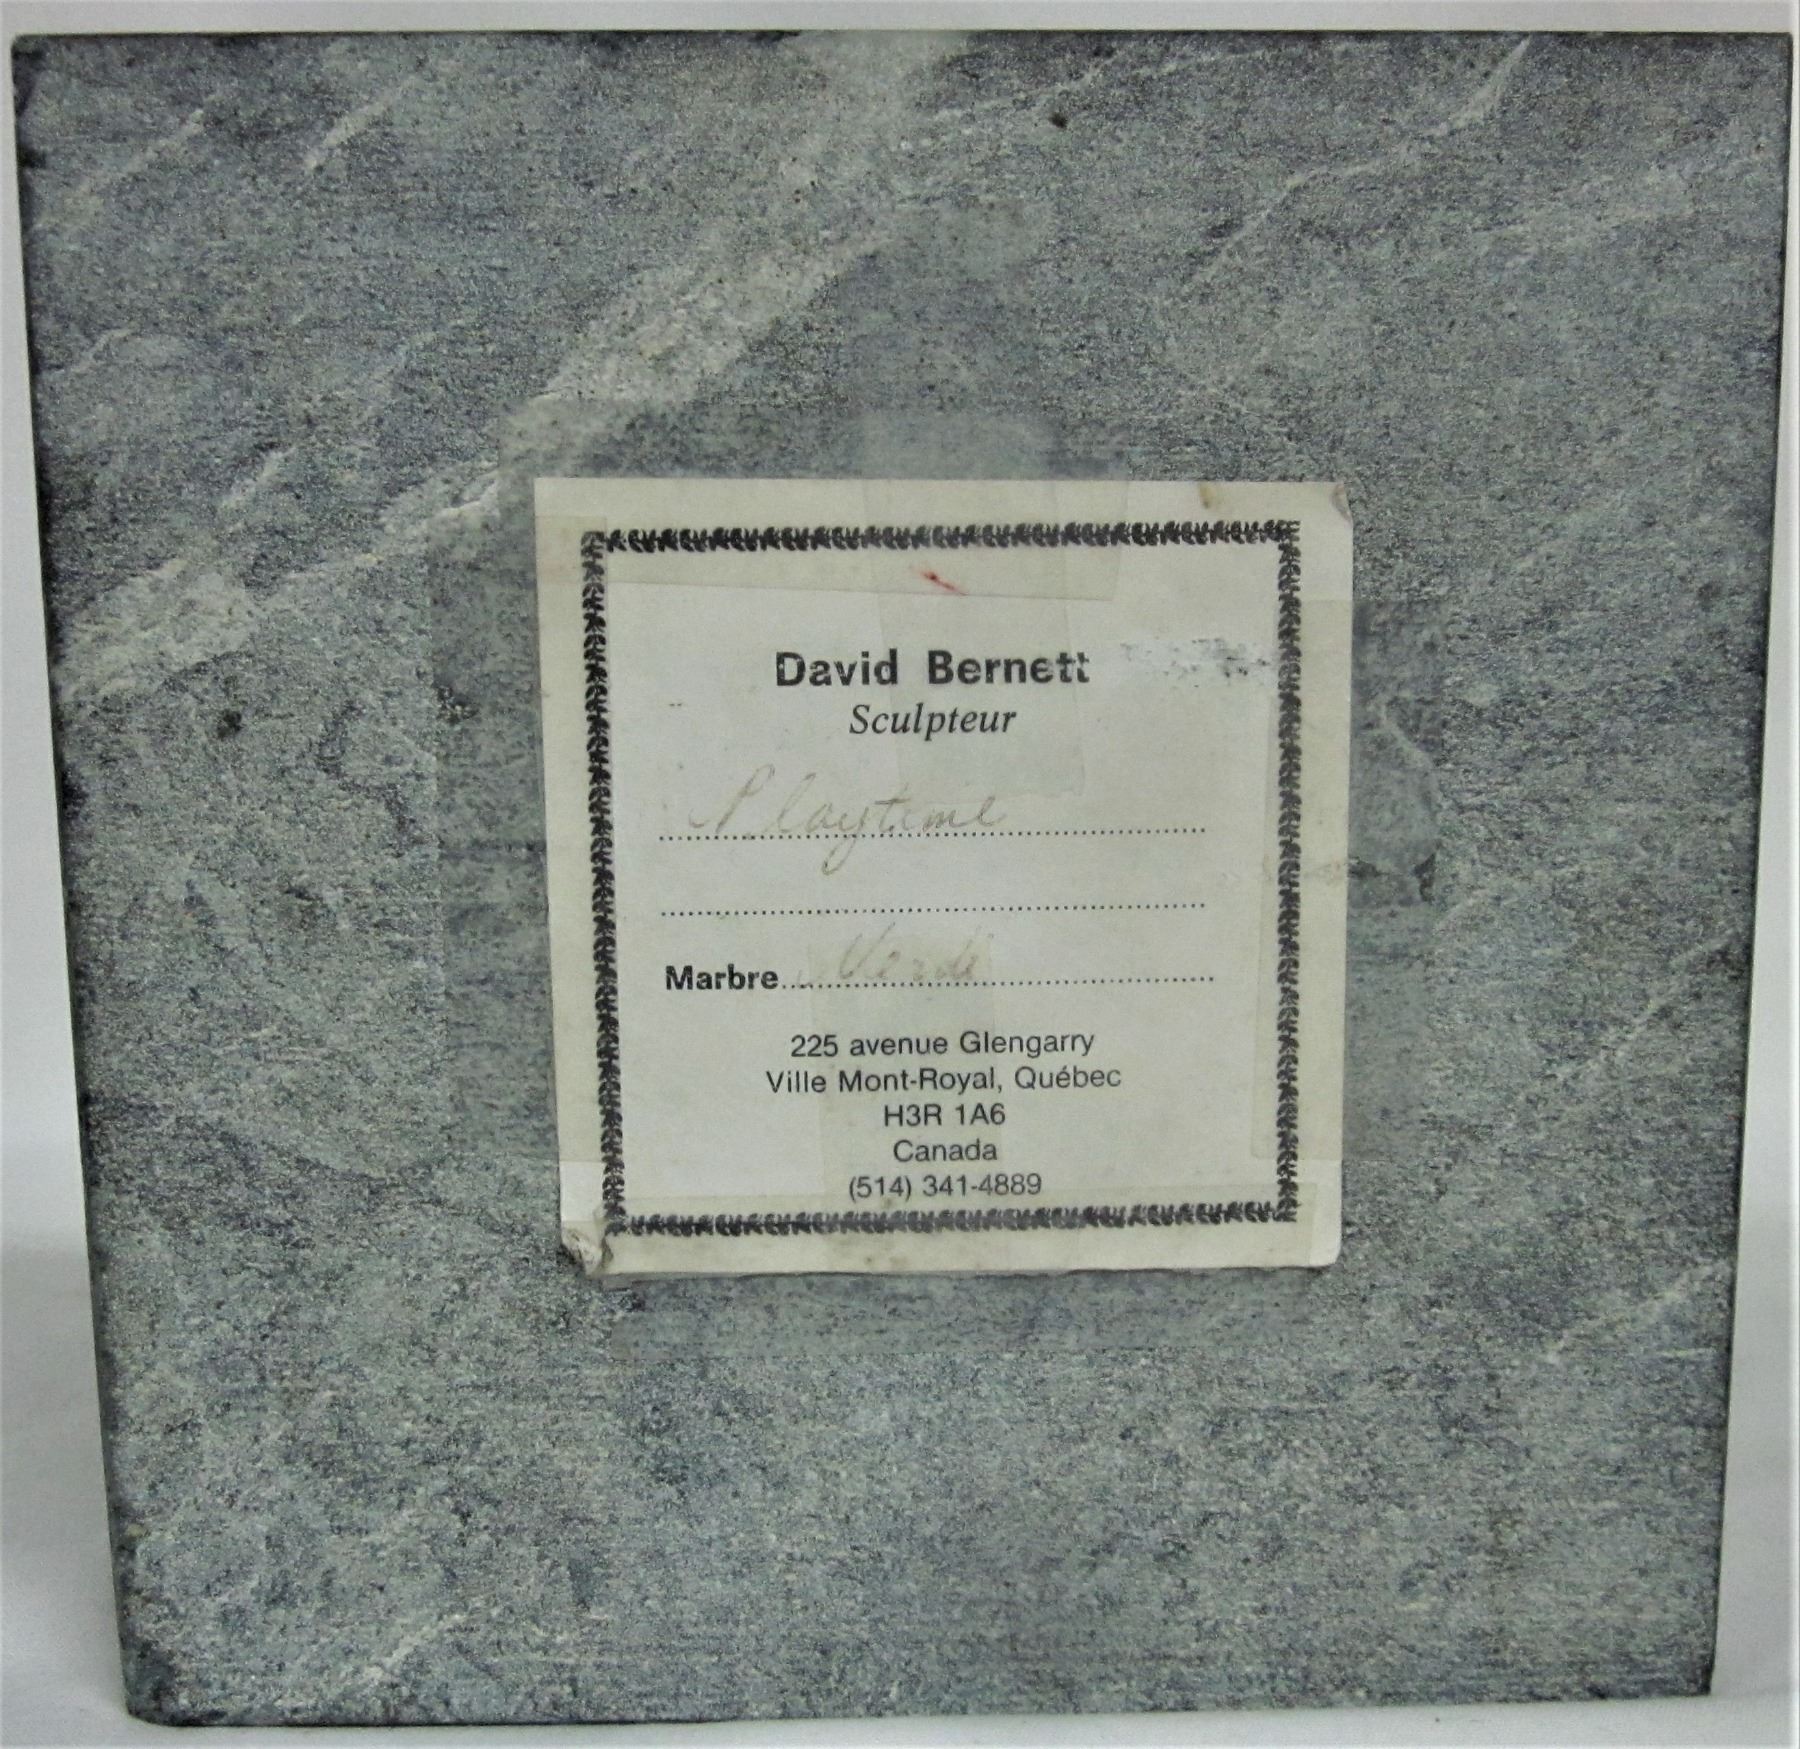 David Bernett
Sculpteur
Playtime
Marbre Verde
225 avenue Glengarry
Ville Mont-Royal, Québec
H3R 1A6
Canada
(514) 341-4889